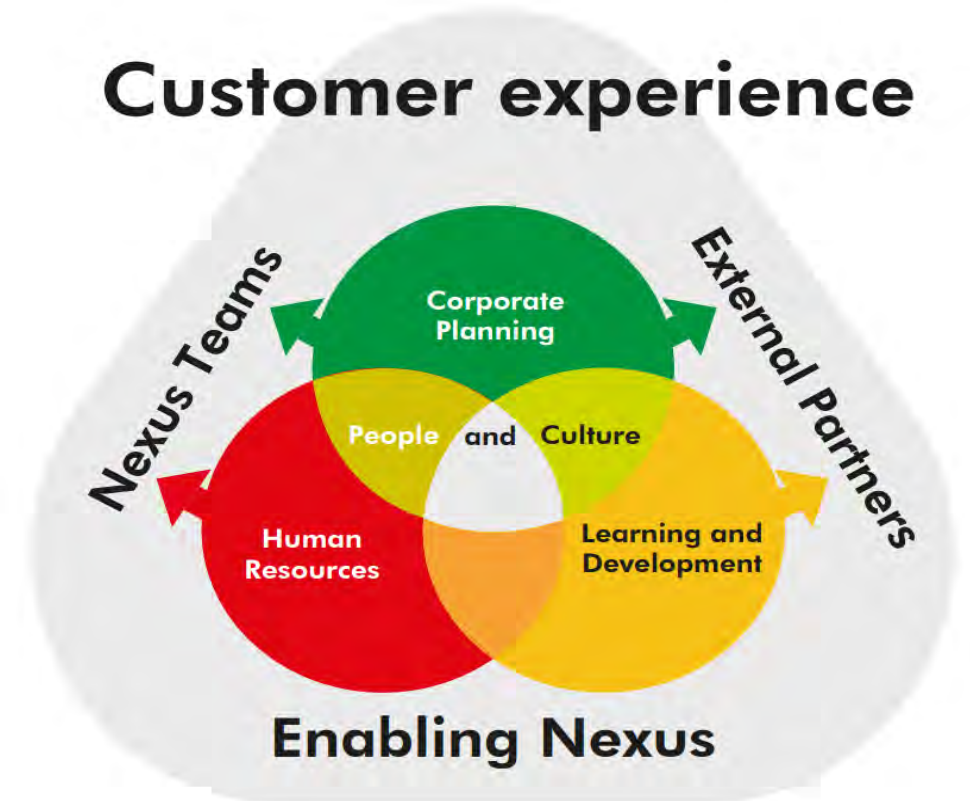 Customer experience
Nexus Teams
External Partners
Corporate
Planning
People and Culture
Human
Resources
Learning and
Development
Enabling Nexus